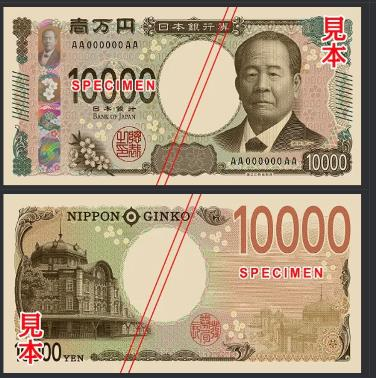 壱万円
日本銀行券
見本
AA000000AA
10000
SPECIMEN
日本銀行
BANK OF JAPAN
AA000000AA
10000
NIPPON GINKO
10000
SPECIMEN
見本
10000 YEN